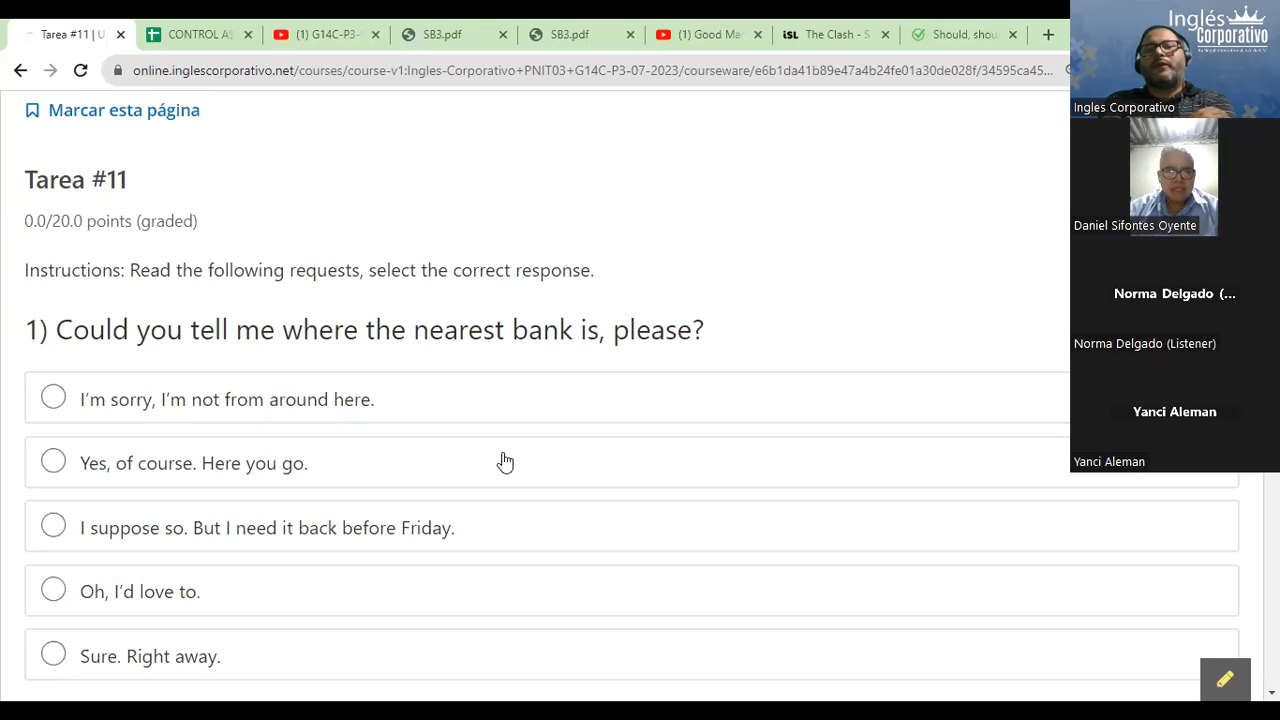 Tarea #11 | U
CONTROL AS
(1) G14C-P3-
SB3.pdf
SB3.pdf
(1) Good Ma
iSL
The Clash - S
Should, shou
online.inglescorporativo.net/courses/course-v1:Ingles-Corporativo+PNIT03+G14C-P3-07-2023/courseware/e6b1dad1b89e47a4b24fe01a30de028f/34595ca45...
Marcar esta página
Tarea #11
0.0/20.0 points (graded)
Instructions: Read the following requests, select the correct response.
1) Could you tell me where the nearest bank is, please?
I'm sorry, I'm not from around here.
Yes, of course. Here you go.
I suppose so. But I need it back before Friday.
Oh, I'd love to.
Sure. Right away.
Inglés
Corporativo
Ingles Corporativo
Daniel Sifontes Oyente
Norma Delgado (...
Norma Delgado (Listener)
Yanci Aleman
Yanci Aleman